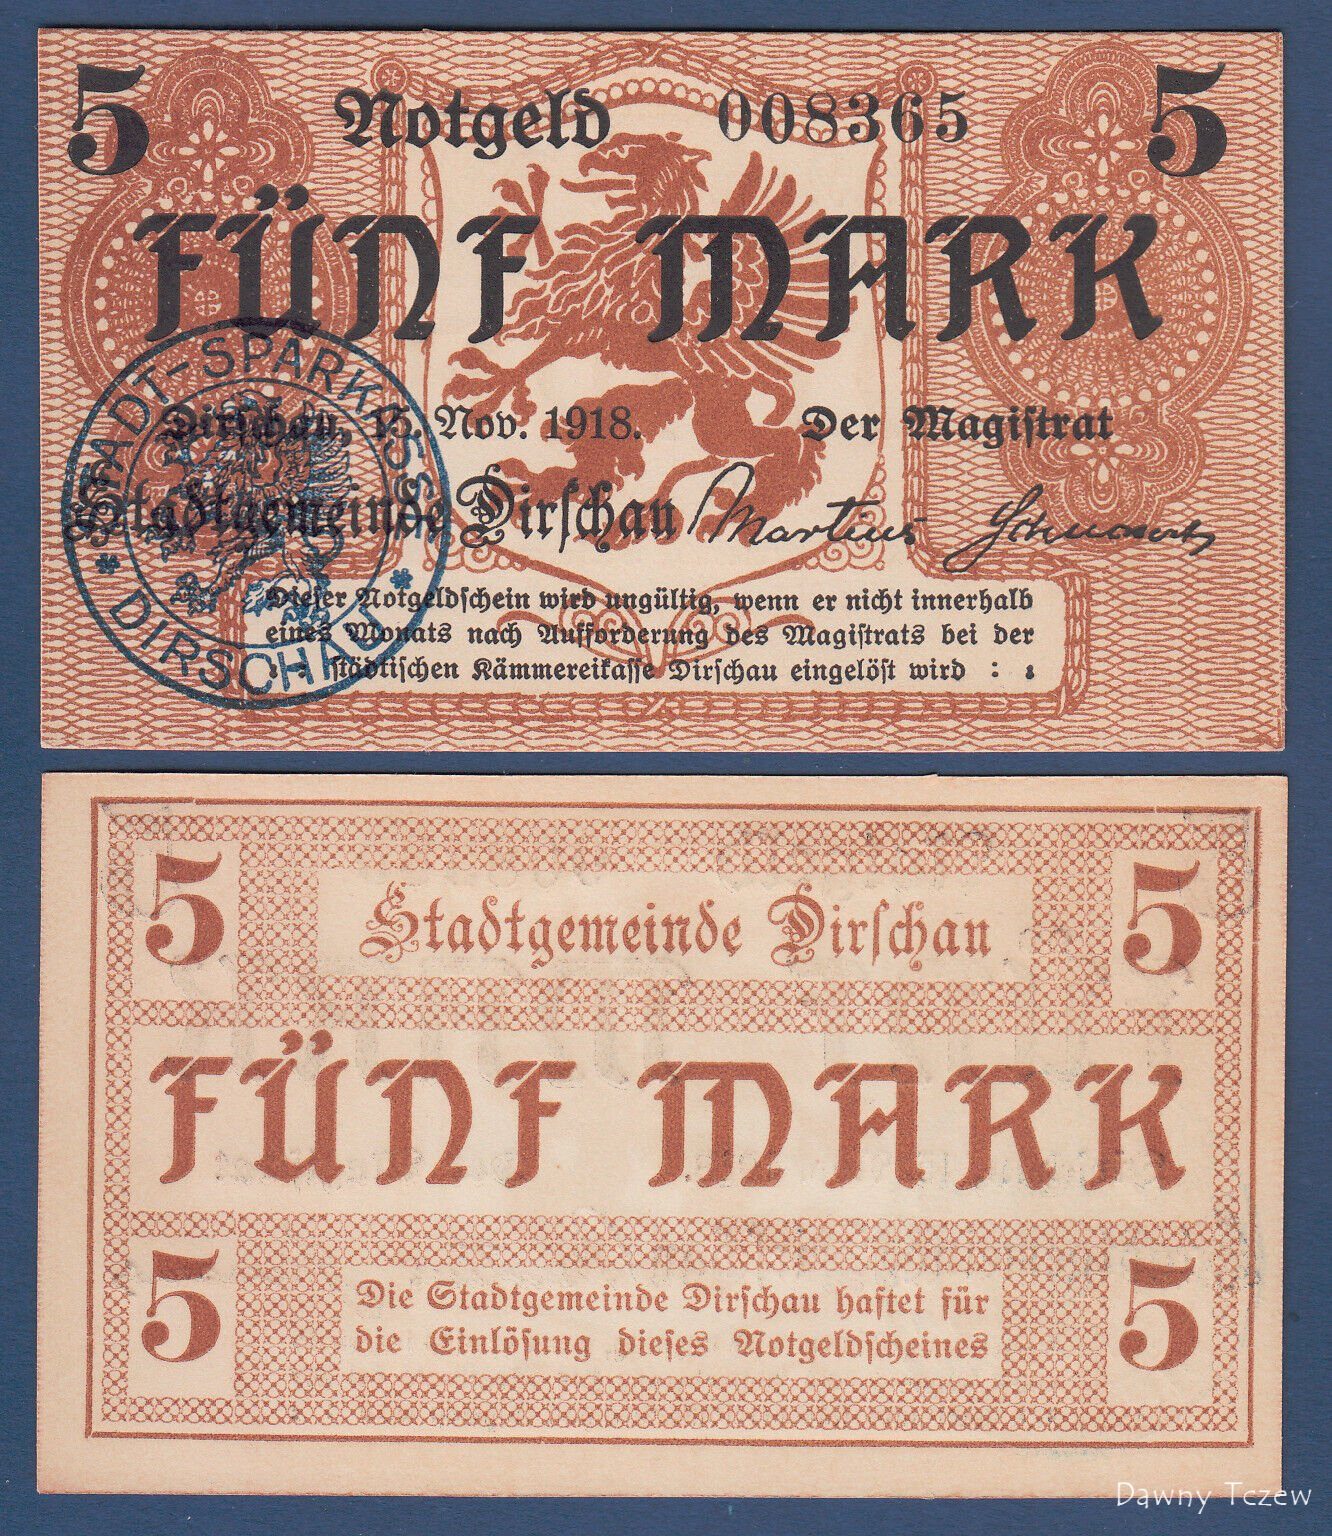 5 Notgeld 008365 5
FÜNF MARK
Dirschau, 15. Nov. 1918. Der Magistrat
Stadtgemeinde Dirschau Martius
STADT-SPARKASSE
* DIRSCHAU *
Dieser Notgeldschein wird ungültig, wenn er nicht innerhalb
eines Monats nach Aufforderung des Magistrats bei der
: : städtischen Kämmereikasse Dirschau eingelöst wird : :
5 Stadtgemeinde Dirschau 5
FÜNF MARK
5 5
Die Stadtgemeinde Dirschau haftet für
die Einlösung dieses Notgeldscheines
Dawny Tczew